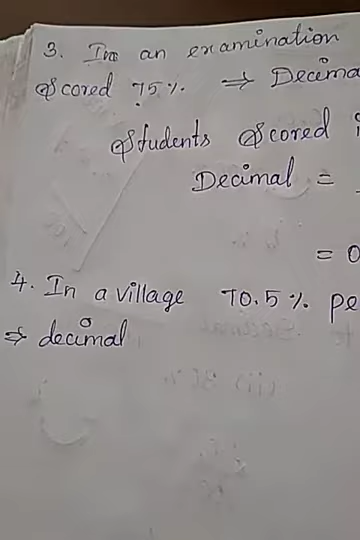 3. In an examination
Scored 75% ⇒ Decima
Students Scored i
Decimal =
= 0
4. In a village 70.5% pe
⇒ decimal